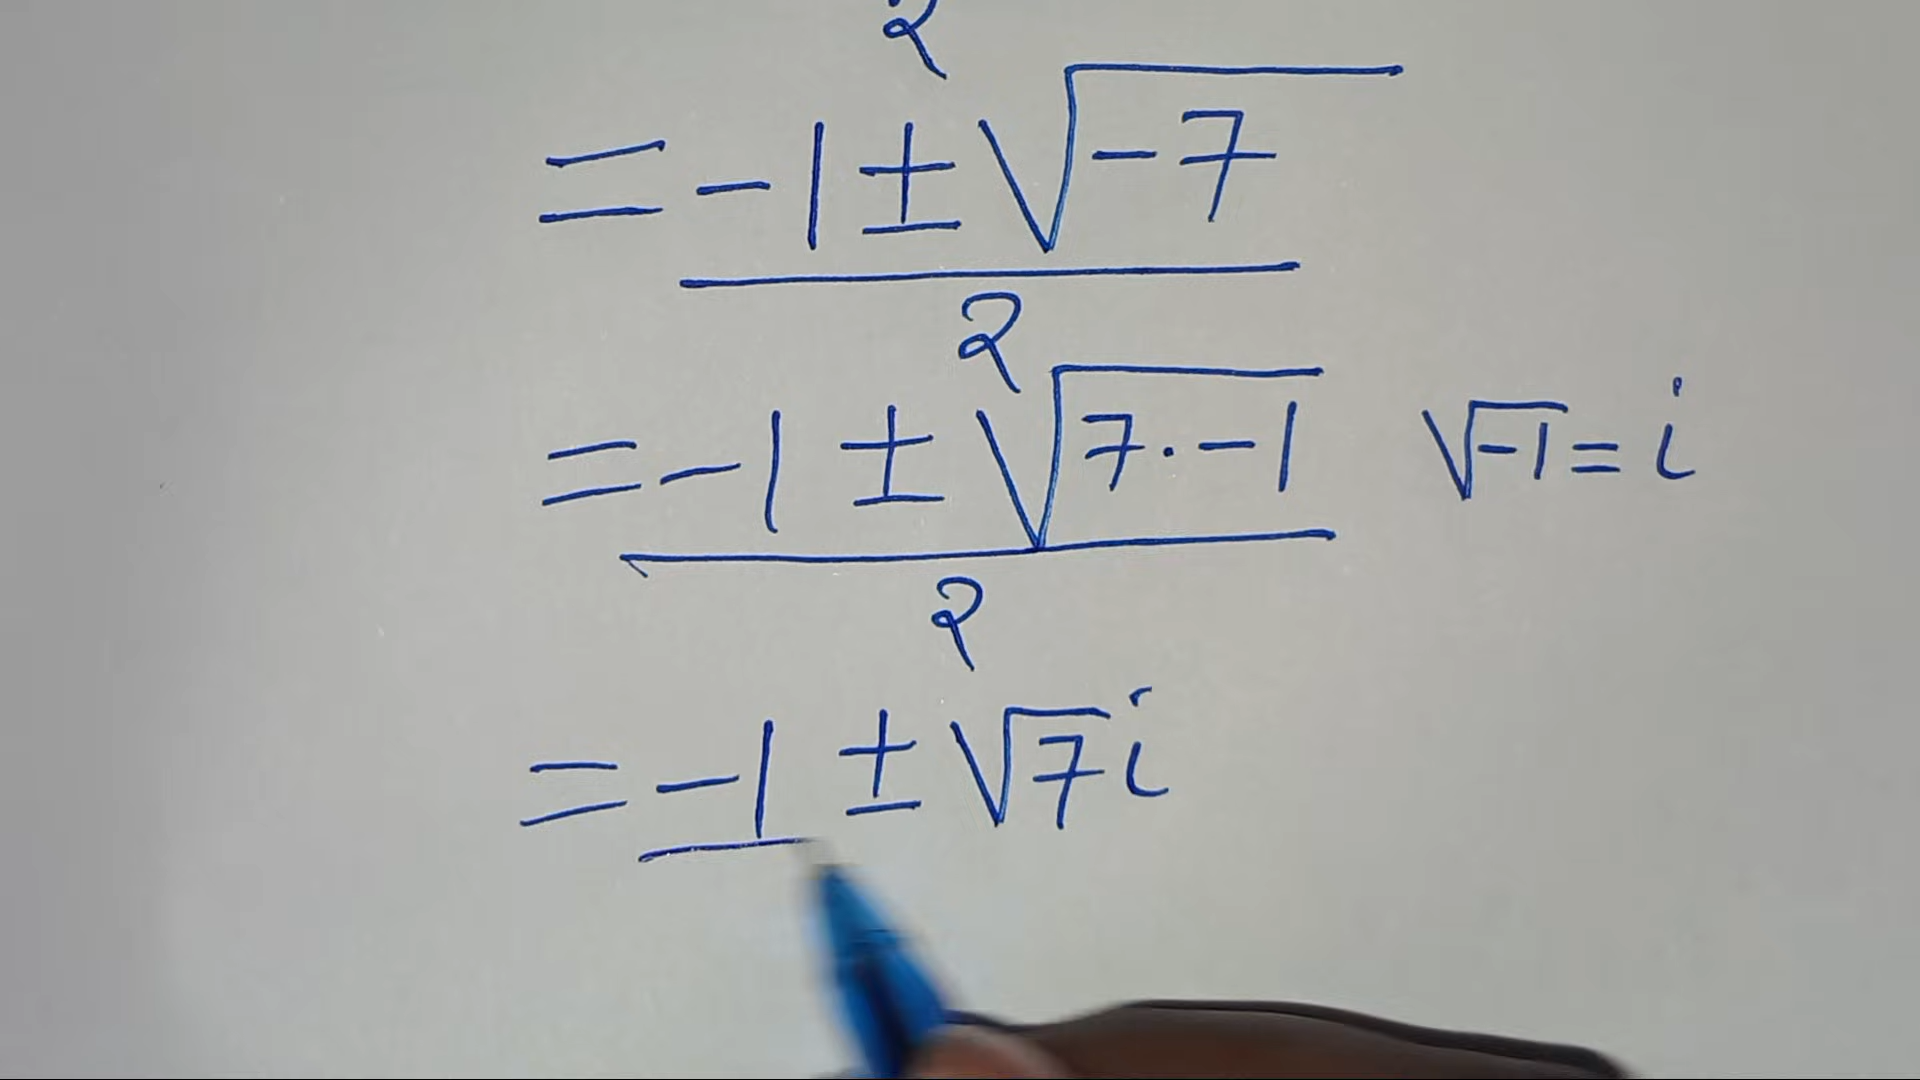 2
= -1 ± √-7
2
= -1 ± √7·-1 √-1 = i
2
= -1 ± √7 i